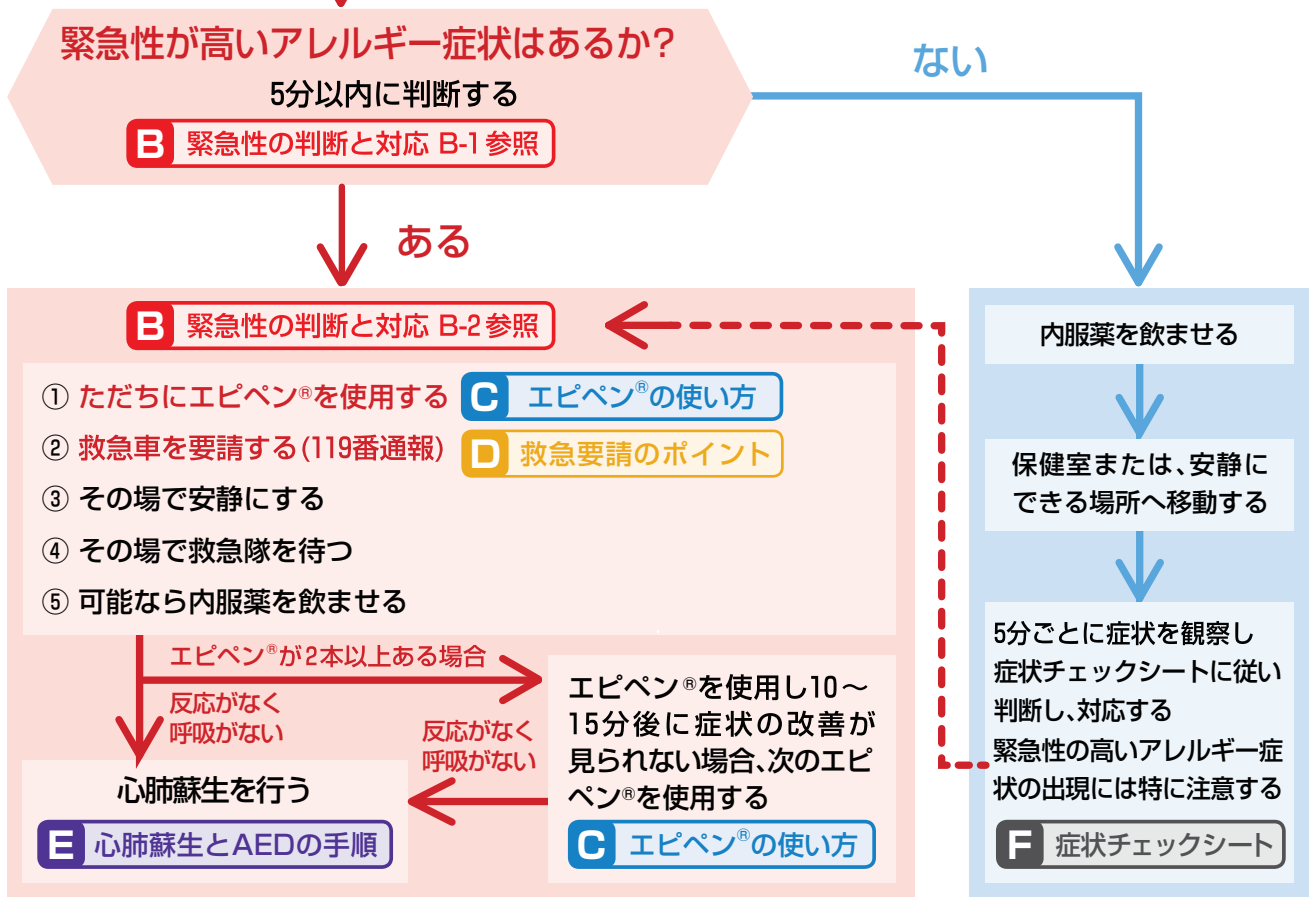 緊急性が高いアレルギー症状はあるか?
5分以内に判断する
B 緊急性の判断と対応 B-1参照
ない
ある
B 緊急性の判断と対応 B-2参照
① ただちにエピペン®を使用する C エピペン®の使い方
② 救急車を要請する(119番通報) D 救急要請のポイント
③ その場で安静にする
④ その場で救急隊を待つ
⑤ 可能なら内服薬を飲ませる
エピペン®が2本以上ある場合
反応がなく
呼吸がない
エピペン®を使用し10～
15分後に症状の改善が
見られない場合、次のエピ
ペン®を使用する
C エピペン®の使い方
反応がなく
呼吸がない
心肺蘇生を行う
E 心肺蘇生とAEDの手順
内服薬を飲ませる
保健室または、安静に
できる場所へ移動する
5分ごとに症状を観察し
症状チェックシートに従い
判断し、対応する
緊急性の高いアレルギー症
状の出現には特に注意する
F 症状チェックシート